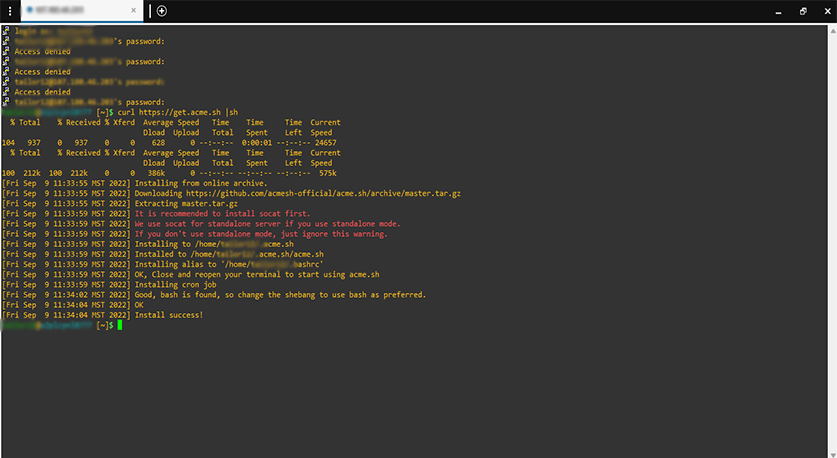 's password:
Access denied
's password:
Access denied
's password:
Access denied
's password:
[~]$ curl https://get.acme.sh |sh
% Total % Received % Xferd Average Speed Time Time Time Current
Dload Upload Total Spent Left Speed
104 937 0 937 0 0 628 0 --:--:-- 0:00:01 --:--:-- 24657
% Total % Received % Xferd Average Speed Time Time Time Current
Dload Upload Total Spent Left Speed
100 212k 100 212k 0 0 386k 0 --:--:-- --:--:-- --:--:-- 575k
[Fri Sep 9 11:33:55 MST 2022] Installing from online archive.
[Fri Sep 9 11:33:55 MST 2022] Downloading https://github.com/acmesh-official/acme.sh/archive/master.tar.gz
[Fri Sep 9 11:33:55 MST 2022] Extracting master.tar.gz
[Fri Sep 9 11:33:59 MST 2022] It is recommended to install socat first.
[Fri Sep 9 11:33:59 MST 2022] We use socat for standalone server if you use standalone mode.
[Fri Sep 9 11:33:59 MST 2022] If you don't use standalone mode, just ignore this warning.
[Fri Sep 9 11:33:59 MST 2022] Installing to /home/ .acme.sh
[Fri Sep 9 11:33:59 MST 2022] Installed to /home/ .acme.sh/acme.sh
[Fri Sep 9 11:33:59 MST 2022] Installing alias to '/home/ bashrc'
[Fri Sep 9 11:33:59 MST 2022] OK, Close and reopen your terminal to start using acme.sh
[Fri Sep 9 11:33:59 MST 2022] Installing cron job
[Fri Sep 9 11:34:02 MST 2022] Good, bash is found, so change the shebang to use bash as preferred.
[Fri Sep 9 11:34:04 MST 2022] OK
[Fri Sep 9 11:34:04 MST 2022] Install success!
[~]$